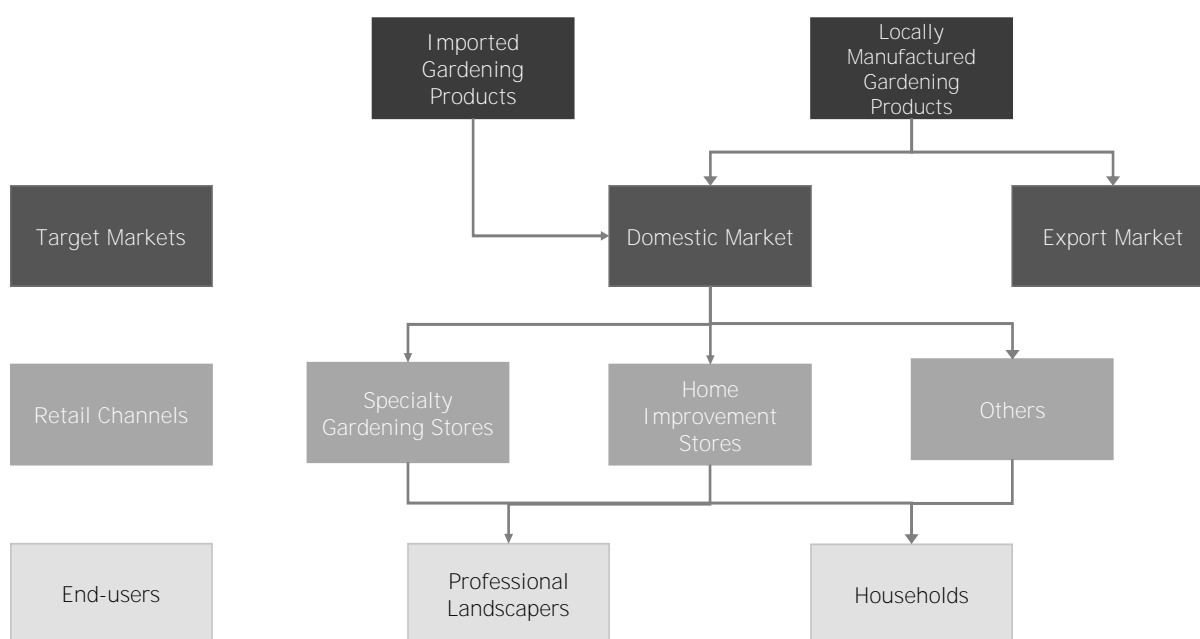 Imported
Gardening
Products
Locally
Manufactured
Gardening
Products
Target Markets
Domestic Market
Export Market
Retail Channels
Specialty
Gardening Stores
Home
Improvement
Stores
Others
End-users
Professional
Landscapers
Households